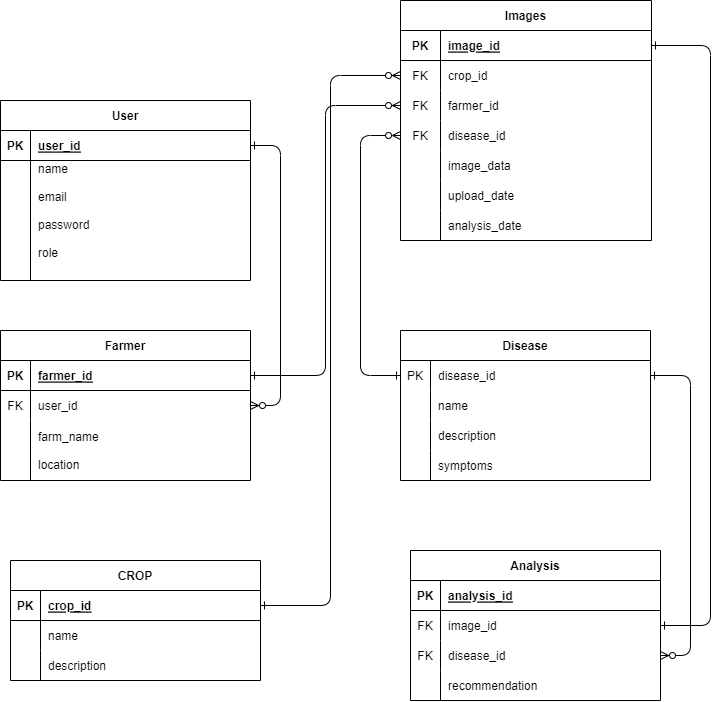 Images
PK image_id
FK crop_id
FK farmer_id
FK disease_id
image_data
upload_date
analysis_date
User
PK user_id
name
email
password
role
Farmer
PK farmer_id
FK user_id
farm_name
location
Disease
PK disease_id
name
description
symptoms
CROP
PK crop_id
name
description
Analysis
PK analysis_id
FK image_id
FK disease_id
recommendation